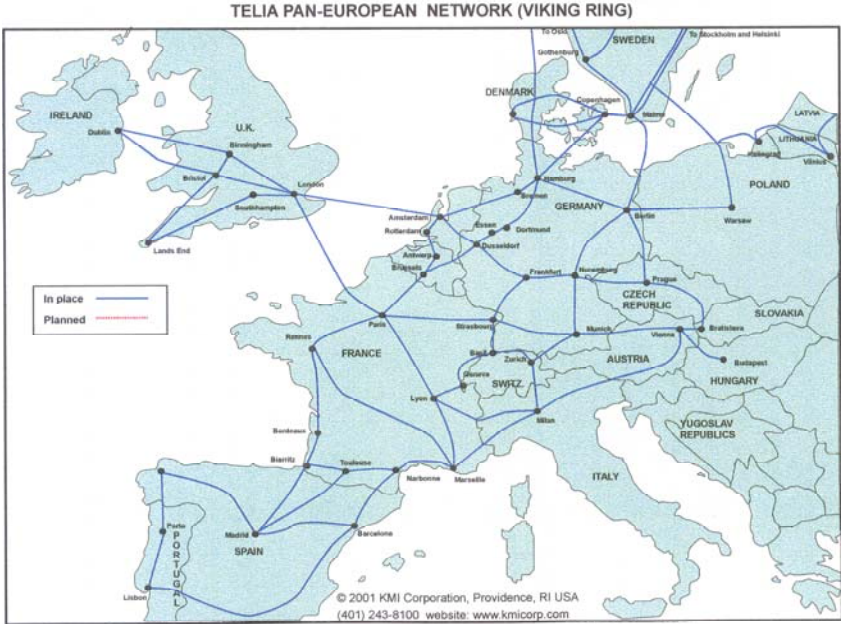 TELIA PAN-EUROPEAN NETWORK (VIKING RING)
To Oslo
SWEDEN
To Stockholm and Helsinki
Gothenburg
DENMARK
Copenhagen
Malmo
IRELAND
Dublin
U.K.
Birmingham
Bristol
London
Southhampton
Lands End
LATVIA
LITHUANIA
Vilnius
POLAND
Hamburg
Bremen
GERMANY
Berlin
Warsaw
Amsterdam
Rotterdam
Essen
Dortmund
Dusseldorf
Antwerp
Brussels
Frankfurt
Nuremburg
Prague
CZECH
REPUBLIC
In place
Planned
SLOVAKIA
Paris
Strasbourg
Munich
Vienna
Bratislava
Rennes
FRANCE
Basil
Zurich
AUSTRIA
Budapest
Geneva
SWITZ.
HUNGARY
Lyon
Milan
YUGOSLAV
REPUBLICS
Bordeaux
Biarritz
Toulouse
Narbonne
Marseille
ITALY
Porto
Madrid
SPAIN
Barcelona
PORTUGAL
Lisbon
© 2001 KMI Corporation, Providence, RI USA
(401) 243-8100 website: www.kmicorp.com